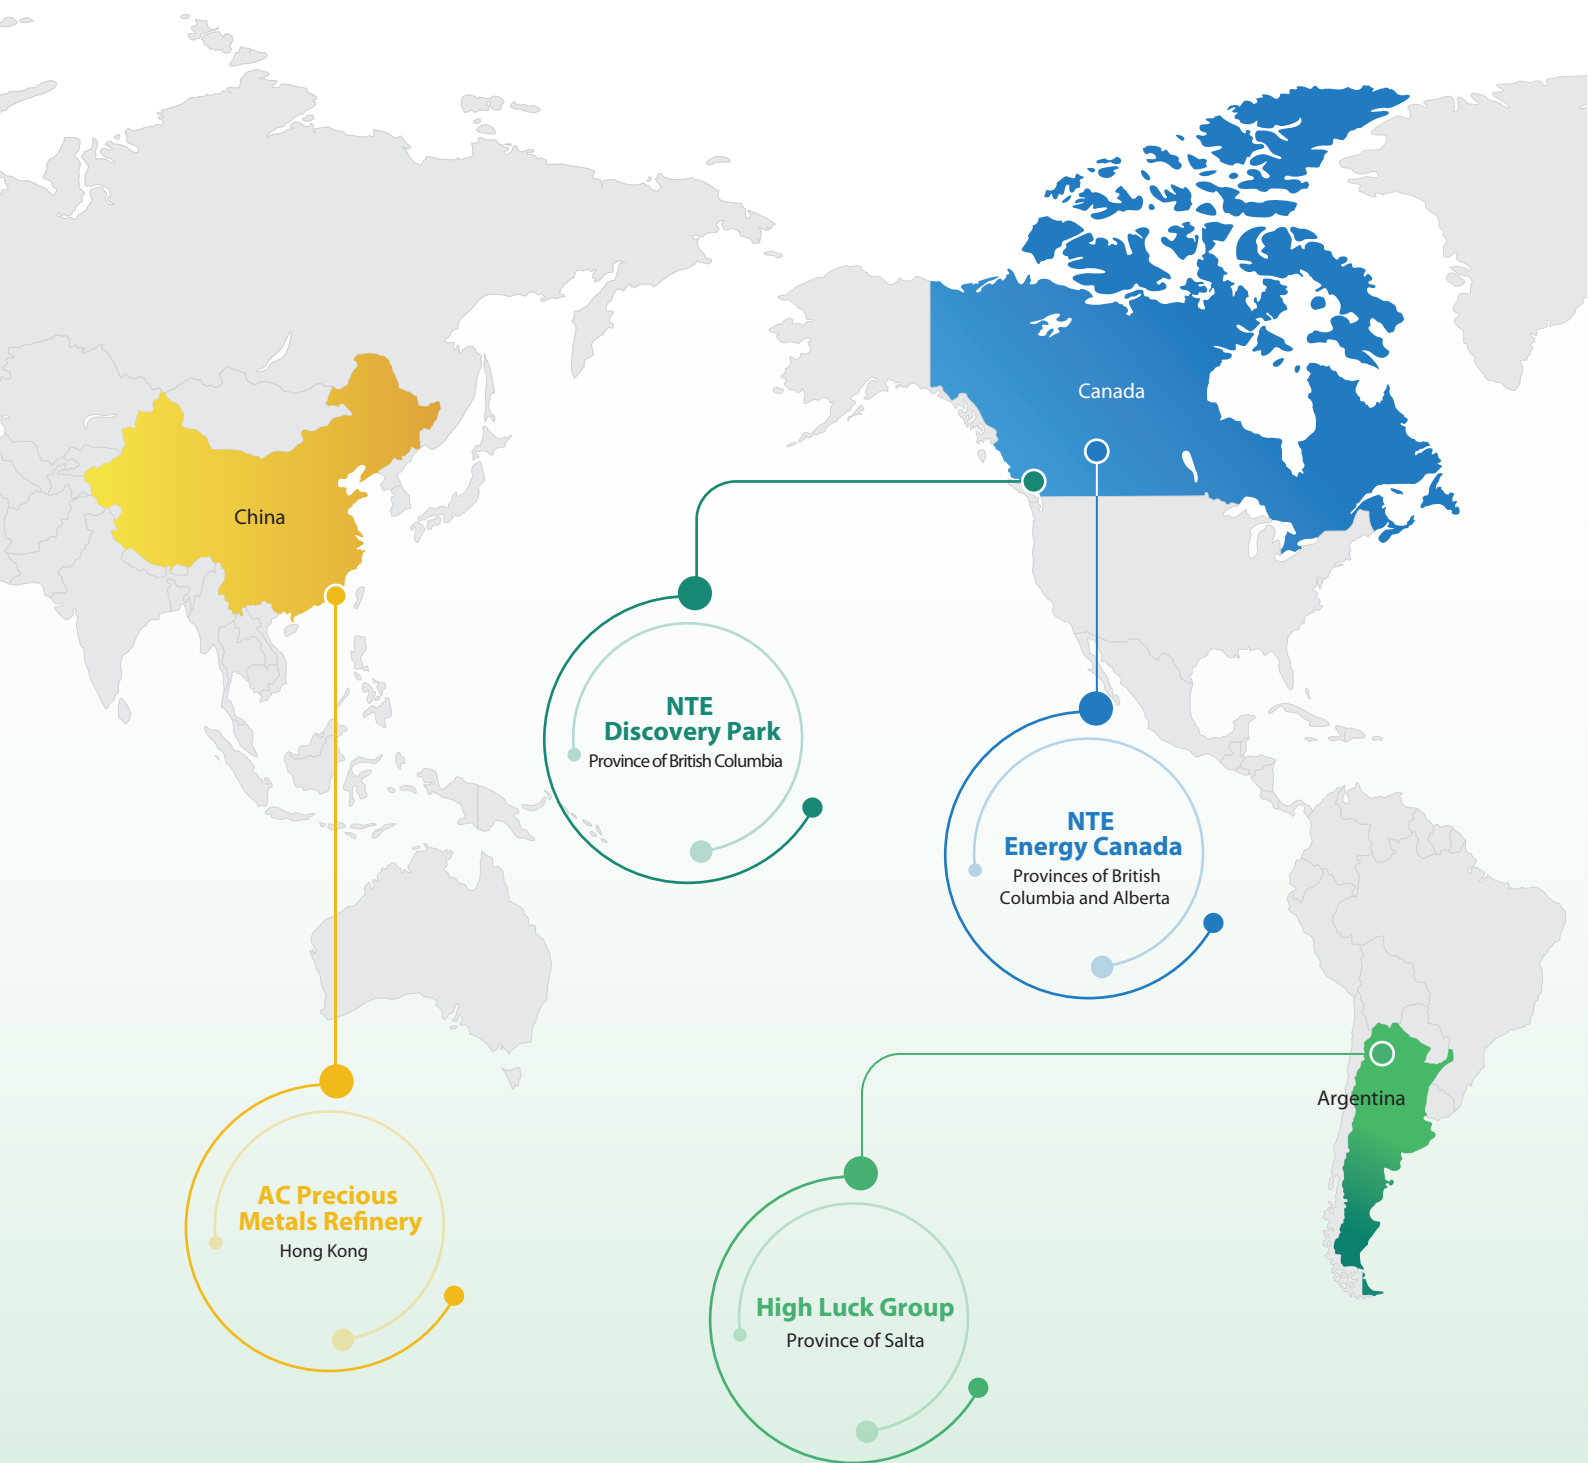 Canada
China
NTE
Discovery Park
Province of British Columbia
NTE
Energy Canada
Provinces of British
Columbia and Alberta
Argentina
AC Precious
Metals Refinery
Hong Kong
High Luck Group
Province of Salta